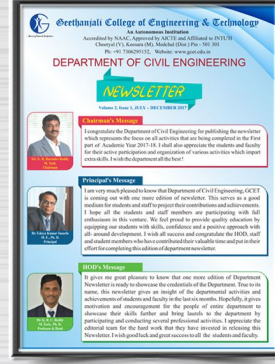 Geethanjali College of Engineering & Technology
An Autonomous Institution
Accredited by NAAC, Approved by AICTE and Affiliated to JNTUH
Cheeryal (V), Keesara (M), Medchal (Dist.) Pin - 501 301
Ph: +91 7306295152, Website: www.gcet.edu.in
DEPARTMENT OF CIVIL ENGINEERING
NEWSLETTER
Volume 2, Issue 1, JULY – DECEMBER 2017
Chairman's Message
I congratulate the Department of Civil Engineering for publishing the newsletter
which represents the focus on all activities that are being completed in the First
part of Academic Year 2017-18. I also appreciate the students and faculty
for their active participation and organization of various activities which impart
extra skills. I wish the department all the best!
Chairman
Principal's Message
I am very much pleased to know that Department of Civil Engineering, GCET
is coming out with one more edition of newsletter. This serves as a good
medium for students and staff to project their contributions and achievements.
I hope all the students and staff members are participating with full
enthusiasm in this venture. We feel proud to provide quality education by
equipping our students with skills, confidence and a positive approach with
all- around development. I wish all success and congratulate the HOD, staff
and student members who have contributed their valuable time and put in their
effort for completing this edition of department newsletter.
Principal
HOD's Message
It gives me great pleasure to know that one more edition of Department
Newsletter is ready to showcase the credentials of the Department. True to its
name, this newsletter gives an insight of the departmental activities and
achievements of students and faculty in the last six months. Hopefully, it gives
motivation and encouragement for the people of entire department to
showcase their skills further and bring laurels to the department by
participating and conducting several professional activities. I appreciate the
editorial team for the hard work that they have invested in releasing this
Newsletter. I wish good luck and great success to all the students and faculty.
Professor & Head